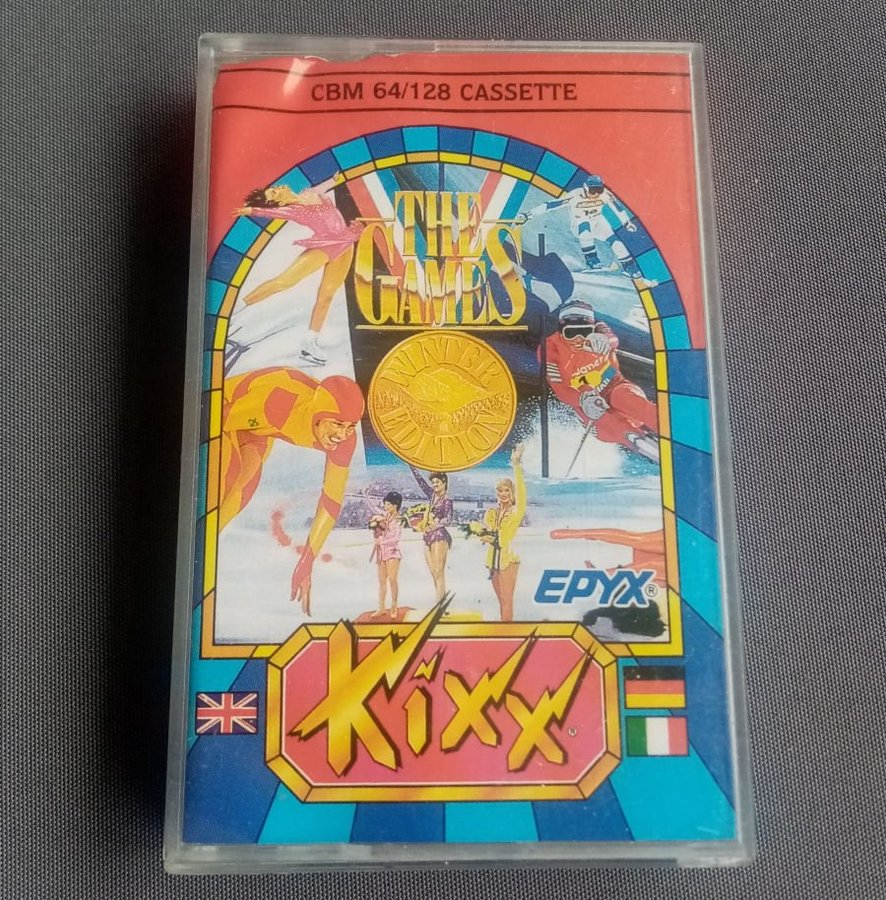 CBM 64/128 CASSETTE
THE
GAMES
WINTER
EDITION
EPYX®
Kixx